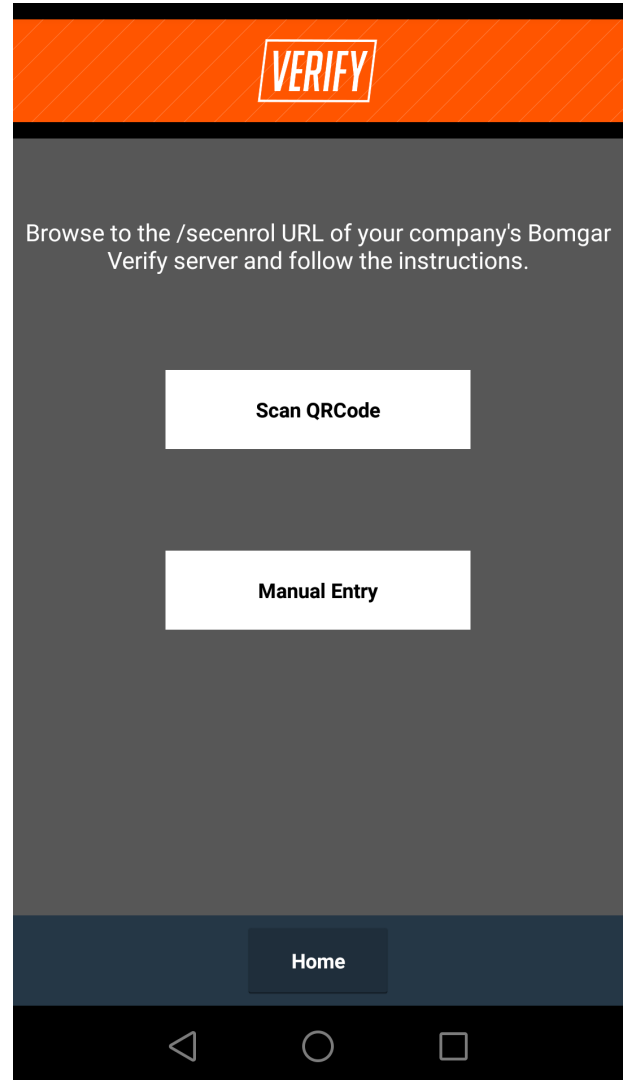 VERIFY
Browse to the /secenrol URL of your company's Bomgar
Verify server and follow the instructions.
Scan QRCode
Manual Entry
Home